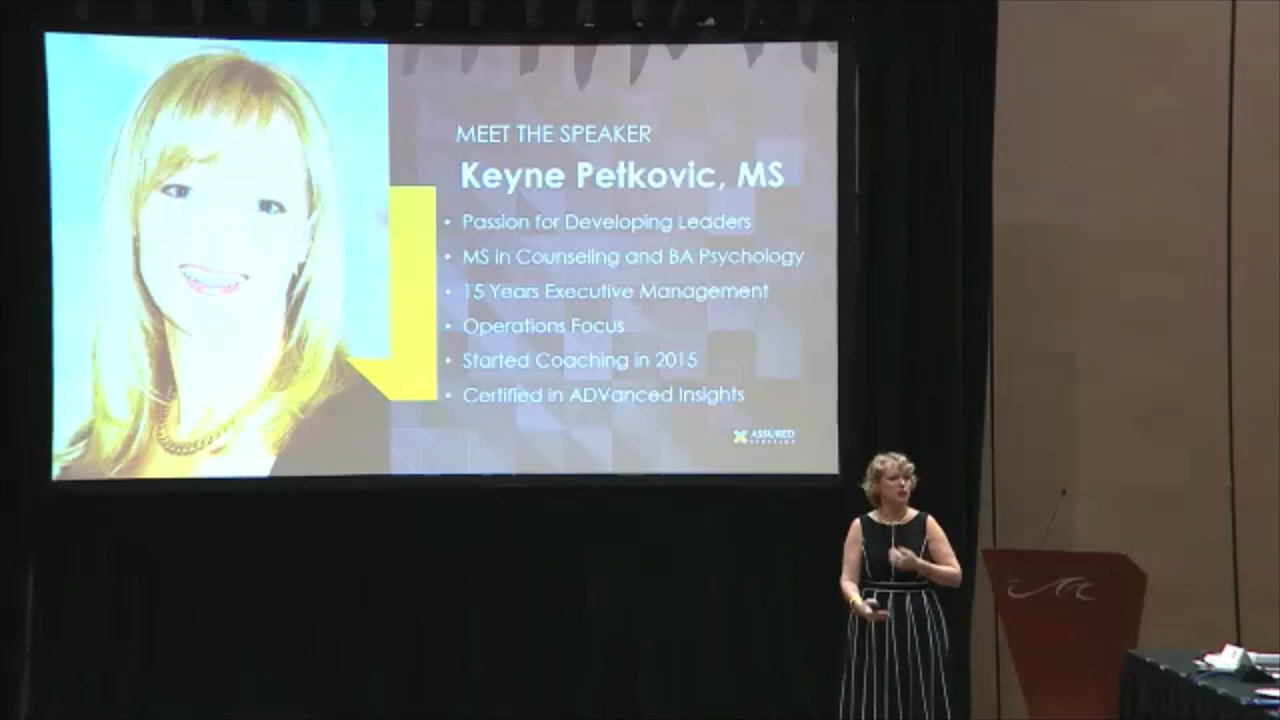 MEET THE SPEAKER
Keyne Petkovic, MS
• Passion for Developing Leaders
• MS in Counseling and BA Psychology
• 15 Years Executive Management
• Operations Focus
• Started Coaching in 2015
• Certified in ADVanced Insights
ASSURED